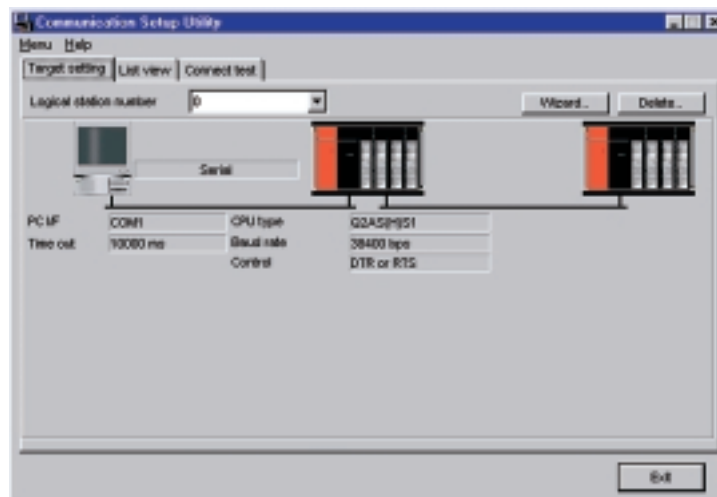 Communication Setup Utility
Menu Help
Target setting List view Connect test
Logical station number 0 Wizard... Delete...
Serial
PC I/F COM1 CPU type Q2AS(H)S1
Time out 10000 ms Baud rate 38400 bps
Control DTR or RTS
Exit